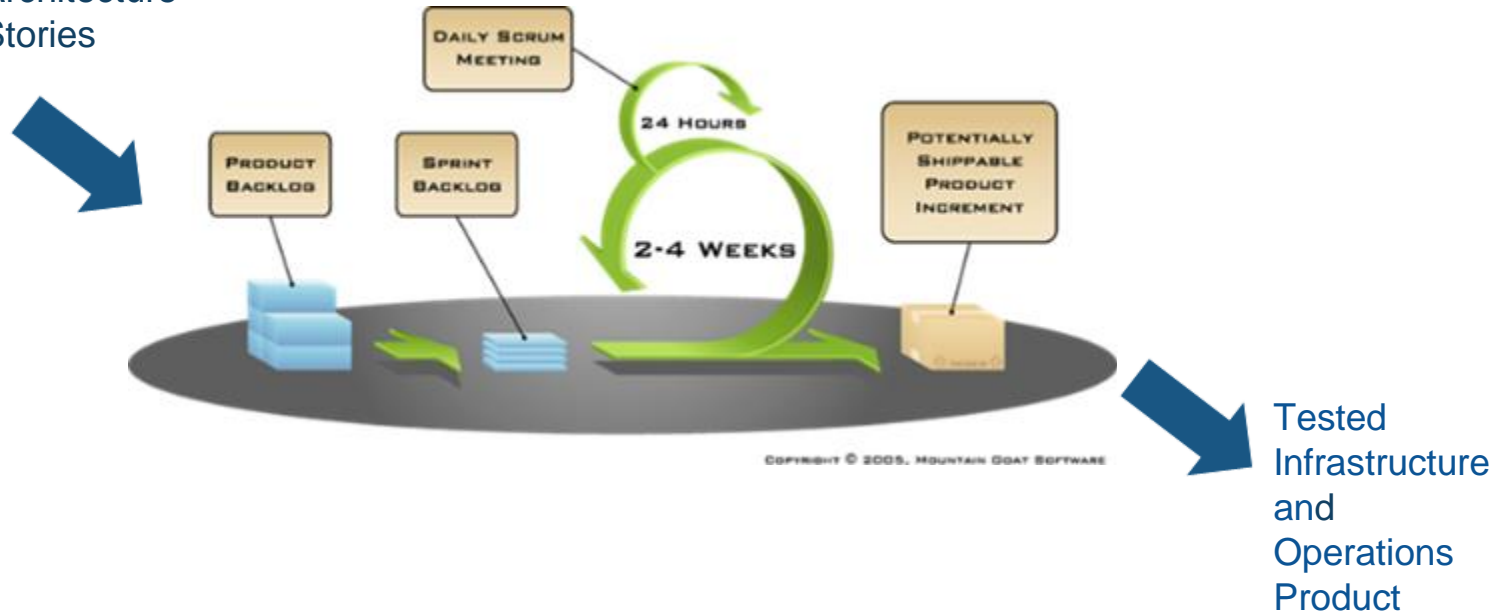 Stories
DAILY SCRUM
MEETING
24 HOURS
PRODUCT
BACKLOG
SPRINT
BACKLOG
POTENTIALLY
SHIPPABLE
PRODUCT
INCREMENT
2-4 WEEKS
COPYRIGHT © 2005, MOUNTAIN GOAT SOFTWARE
Tested
Infrastructure
and
Operations
Product